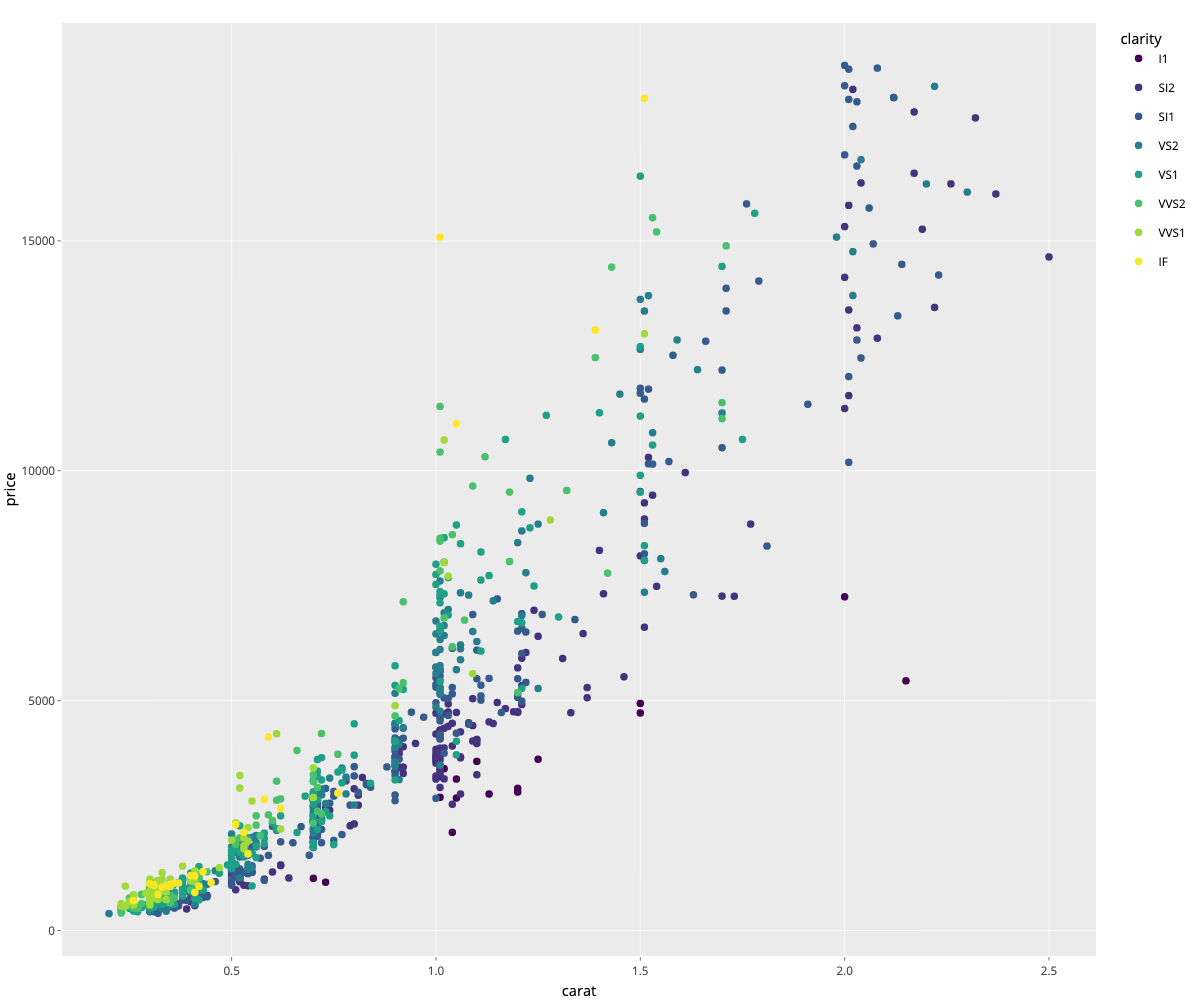 clarity
I1
SI2
SI1
VS2
VS1
VVS2
VVS1
IF
price
15000
10000
5000
0
0.5
1.0
1.5
2.0
2.5
carat